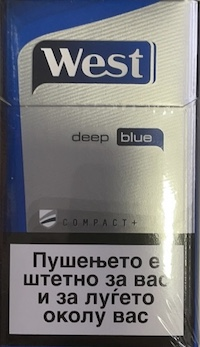 West
deep blue
COMPACT+
Пушењето е
штетно за вас
и за луѓето
околу вас